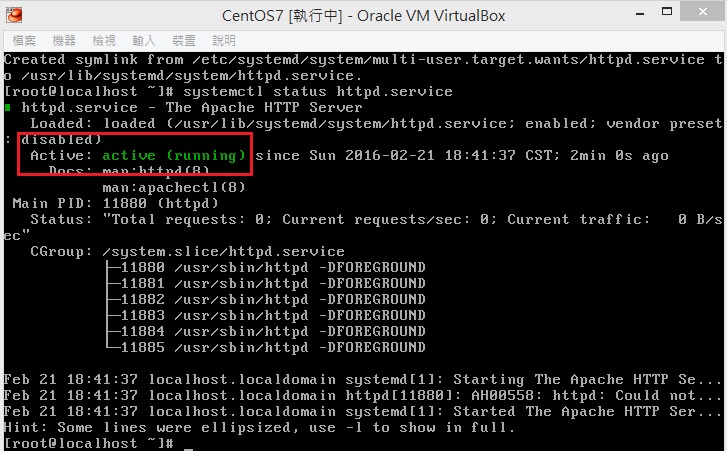 CentOS7 [執行中] - Oracle VM VirtualBox
檔案 機器 檢視 輸入 裝置 說明
Created symlink from /etc/systemd/system/multi-user.target.wants/httpd.service t
o /usr/lib/systemd/system/httpd.service.
[root@localhost ~]# systemctl status httpd.service
httpd.service - The Apache HTTP Server
Loaded: loaded (/usr/lib/systemd/system/httpd.service; enabled; vendor preset
: disabled)
Active: active (running) since Sun 2016-02-21 18:41:37 CST; 2min 0s ago
Docs: man:httpd(8)
man:apachectl(8)
Main PID: 11880 (httpd)
Status: "Total requests: 0; Current requests/sec: 0; Current traffic:   0 B/s
ec"
CGroup: /system.slice/httpd.service
├─11880 /usr/sbin/httpd -DFOREGROUND
├─11881 /usr/sbin/httpd -DFOREGROUND
├─11882 /usr/sbin/httpd -DFOREGROUND
├─11883 /usr/sbin/httpd -DFOREGROUND
├─11884 /usr/sbin/httpd -DFOREGROUND
└─11885 /usr/sbin/httpd -DFOREGROUND
Feb 21 18:41:37 localhost.localdomain systemd[1]: Starting The Apache HTTP Se...
Feb 21 18:41:37 localhost.localdomain httpd[11880]: AH00558: httpd: Could not...
Feb 21 18:41:37 localhost.localdomain systemd[1]: Started The Apache HTTP Ser...
Hint: Some lines were ellipsized, use -l to show in full.
[root@localhost ~]# _